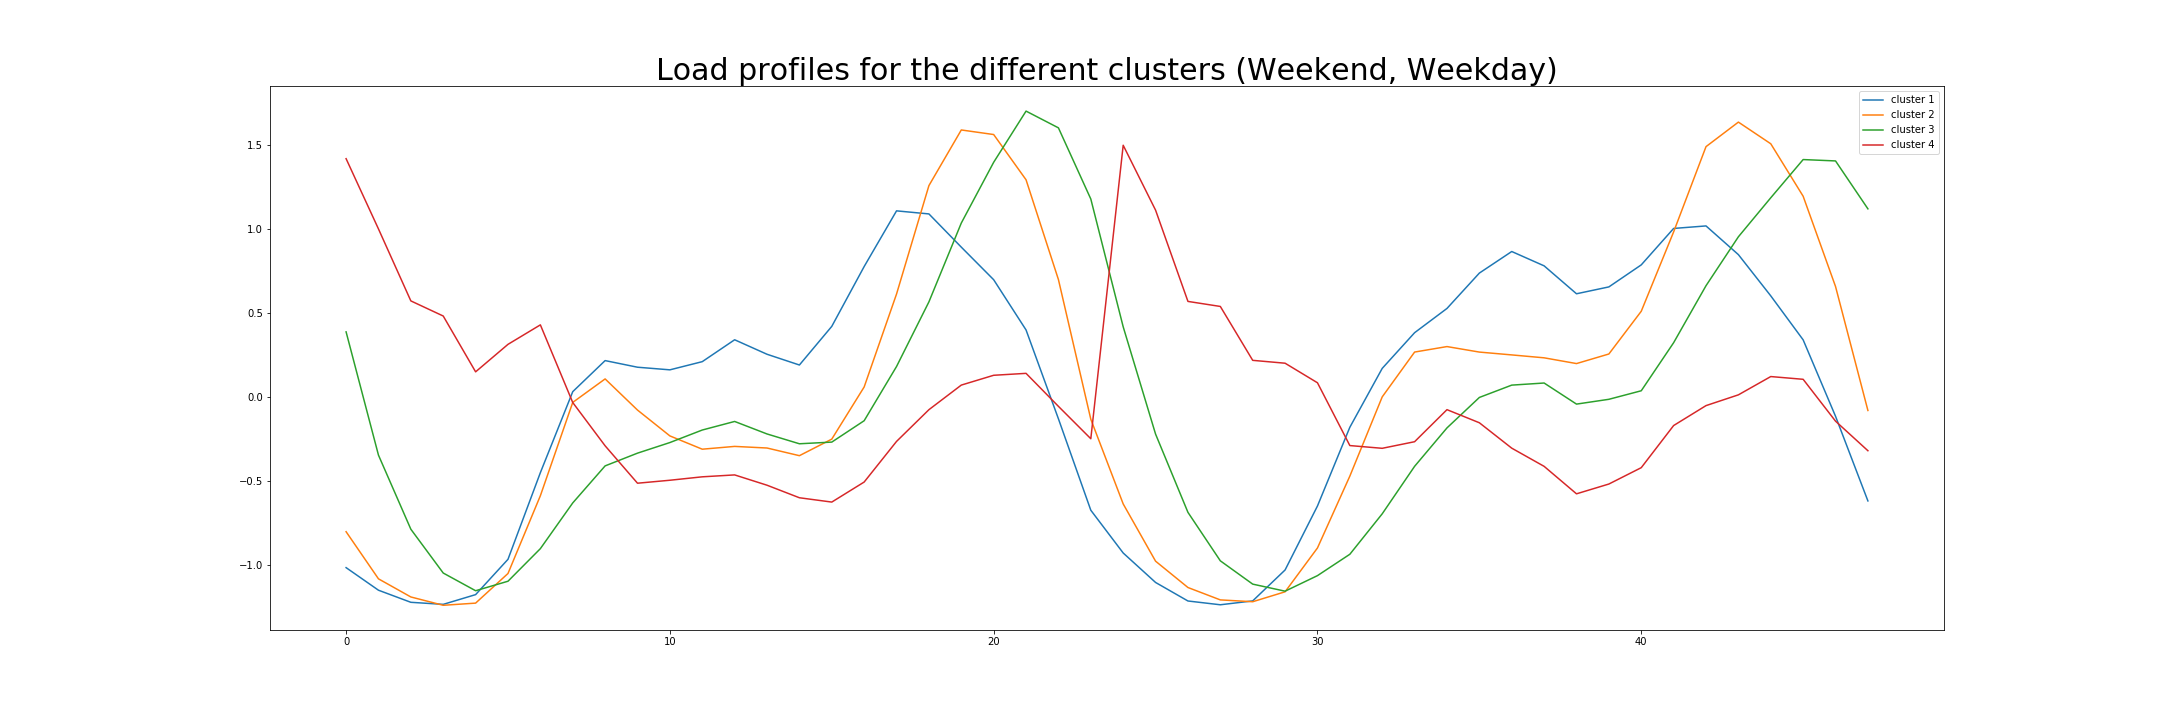 Load profiles for the different clusters (Weekend, Weekday)
cluster 1
cluster 2
cluster 3
cluster 4
1.5
1.0
0.5
0.0
−0.5
−1.0
0 10 20 30 40